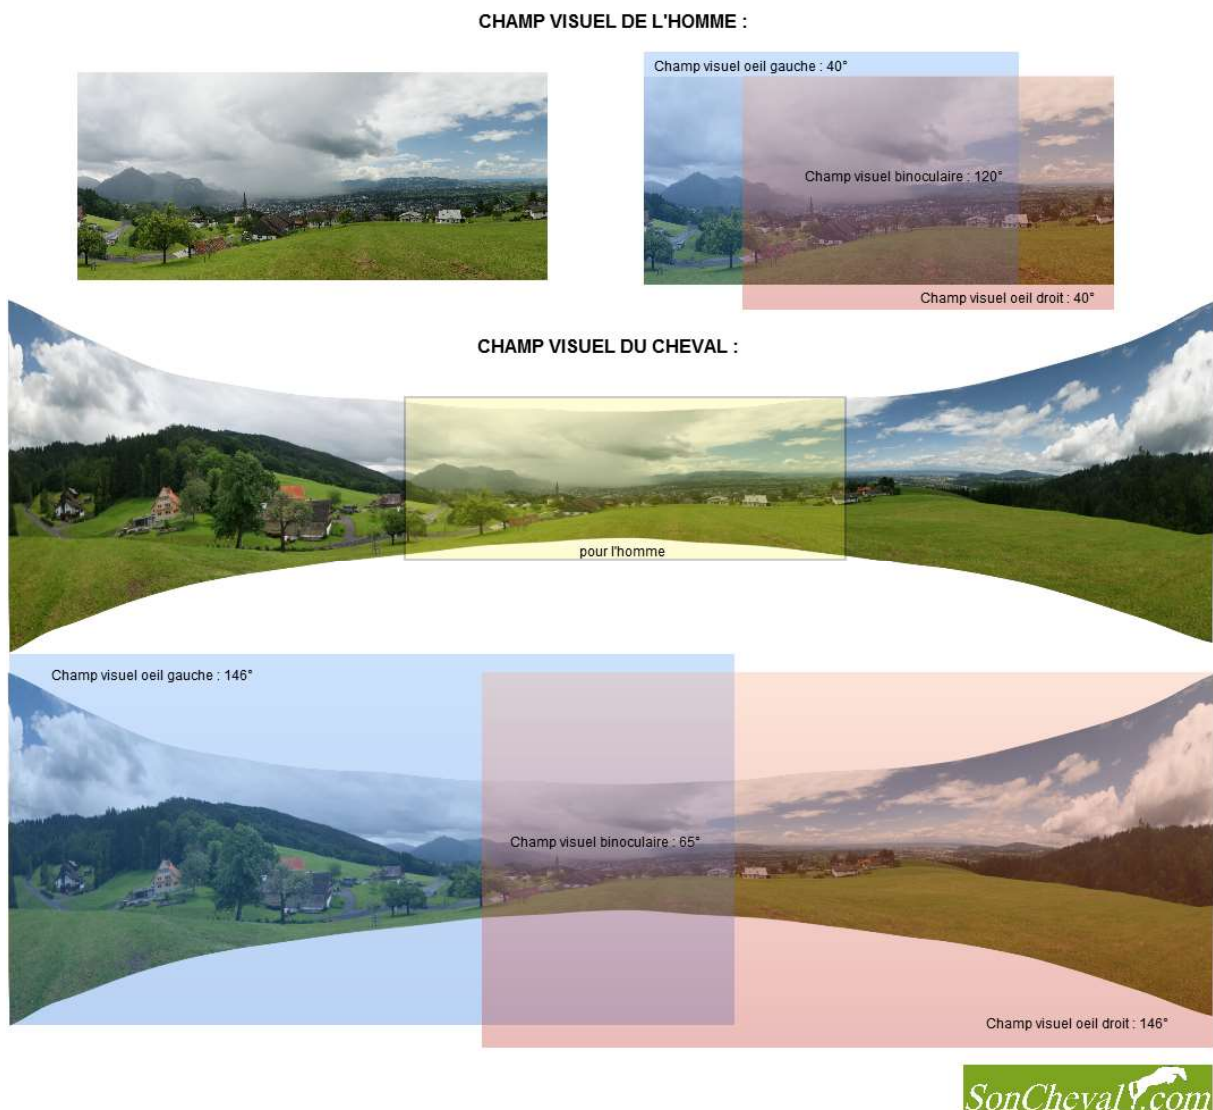 CHAMP VISUEL DE L'HOMME :
Champ visuel oeil gauche : 40°
Champ visuel binoculaire : 120°
Champ visuel oeil droit : 40°
CHAMP VISUEL DU CHEVAL :
pour l'homme
Champ visuel oeil gauche : 146°
Champ visuel binoculaire : 65°
Champ visuel oeil droit : 146°
SonCheval.com